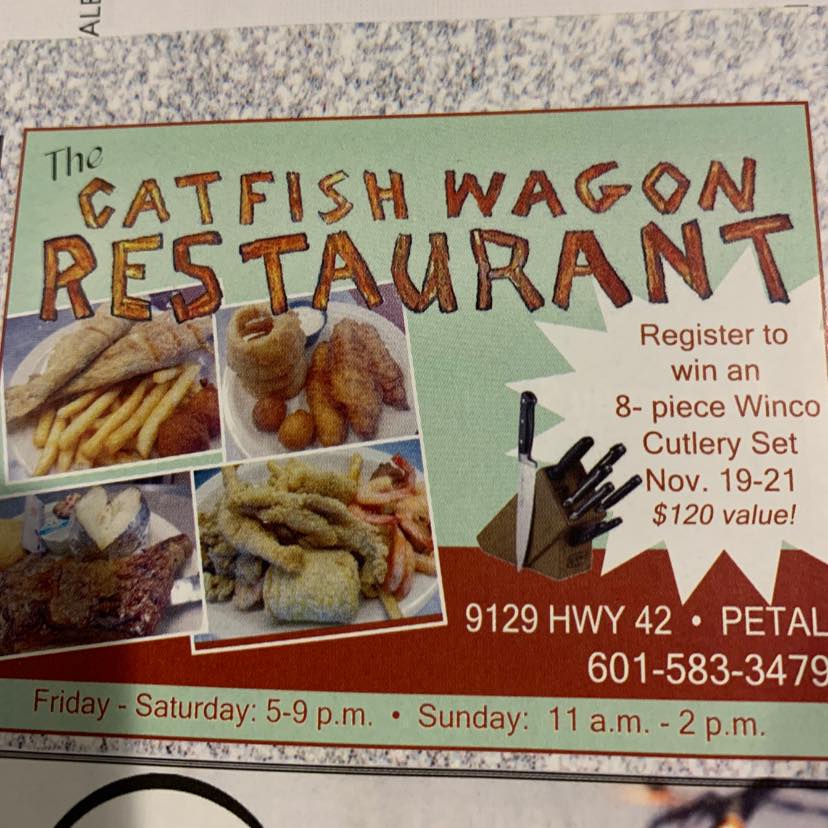 ALE
The
CATFISH WAGON
RESTAURANT
Register to
win an
8- piece Winco
Cutlery Set
Nov. 19-21
$120 value!
9129 HWY 42 • PETAL
601-583-3479
Friday - Saturday: 5-9 p.m. • Sunday: 11 a.m. - 2 p.m.